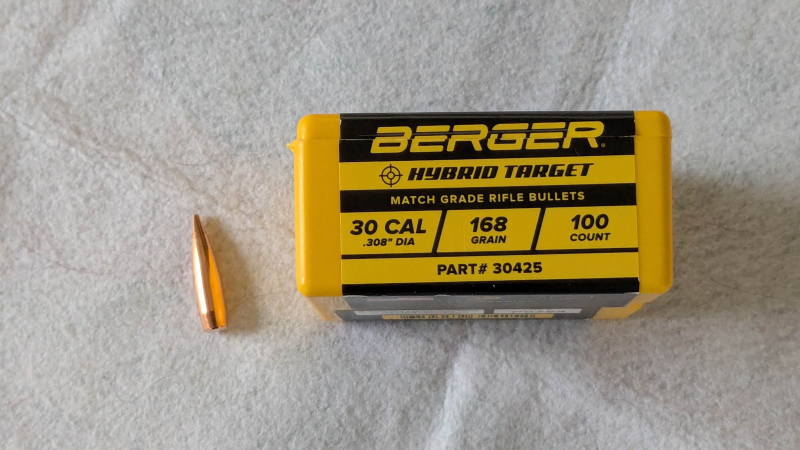 BERGER
HYBRID TARGET
MATCH GRADE RIFLE BULLETS
30 CAL 168 100
.308" DIA GRAIN COUNT
PART# 30425